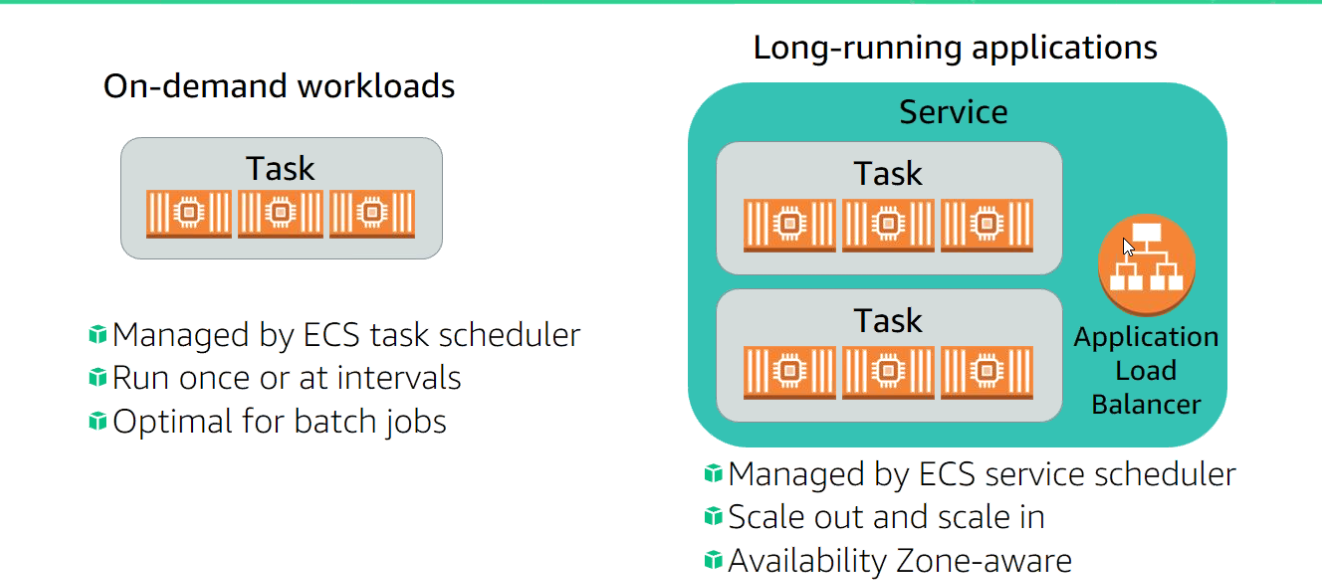 On-demand workloads
Task
Managed by ECS task scheduler
Run once or at intervals
Optimal for batch jobs
Long-running applications
Service
Task
Task
Application
Load
Balancer
Managed by ECS service scheduler
Scale out and scale in
Availability Zone-aware